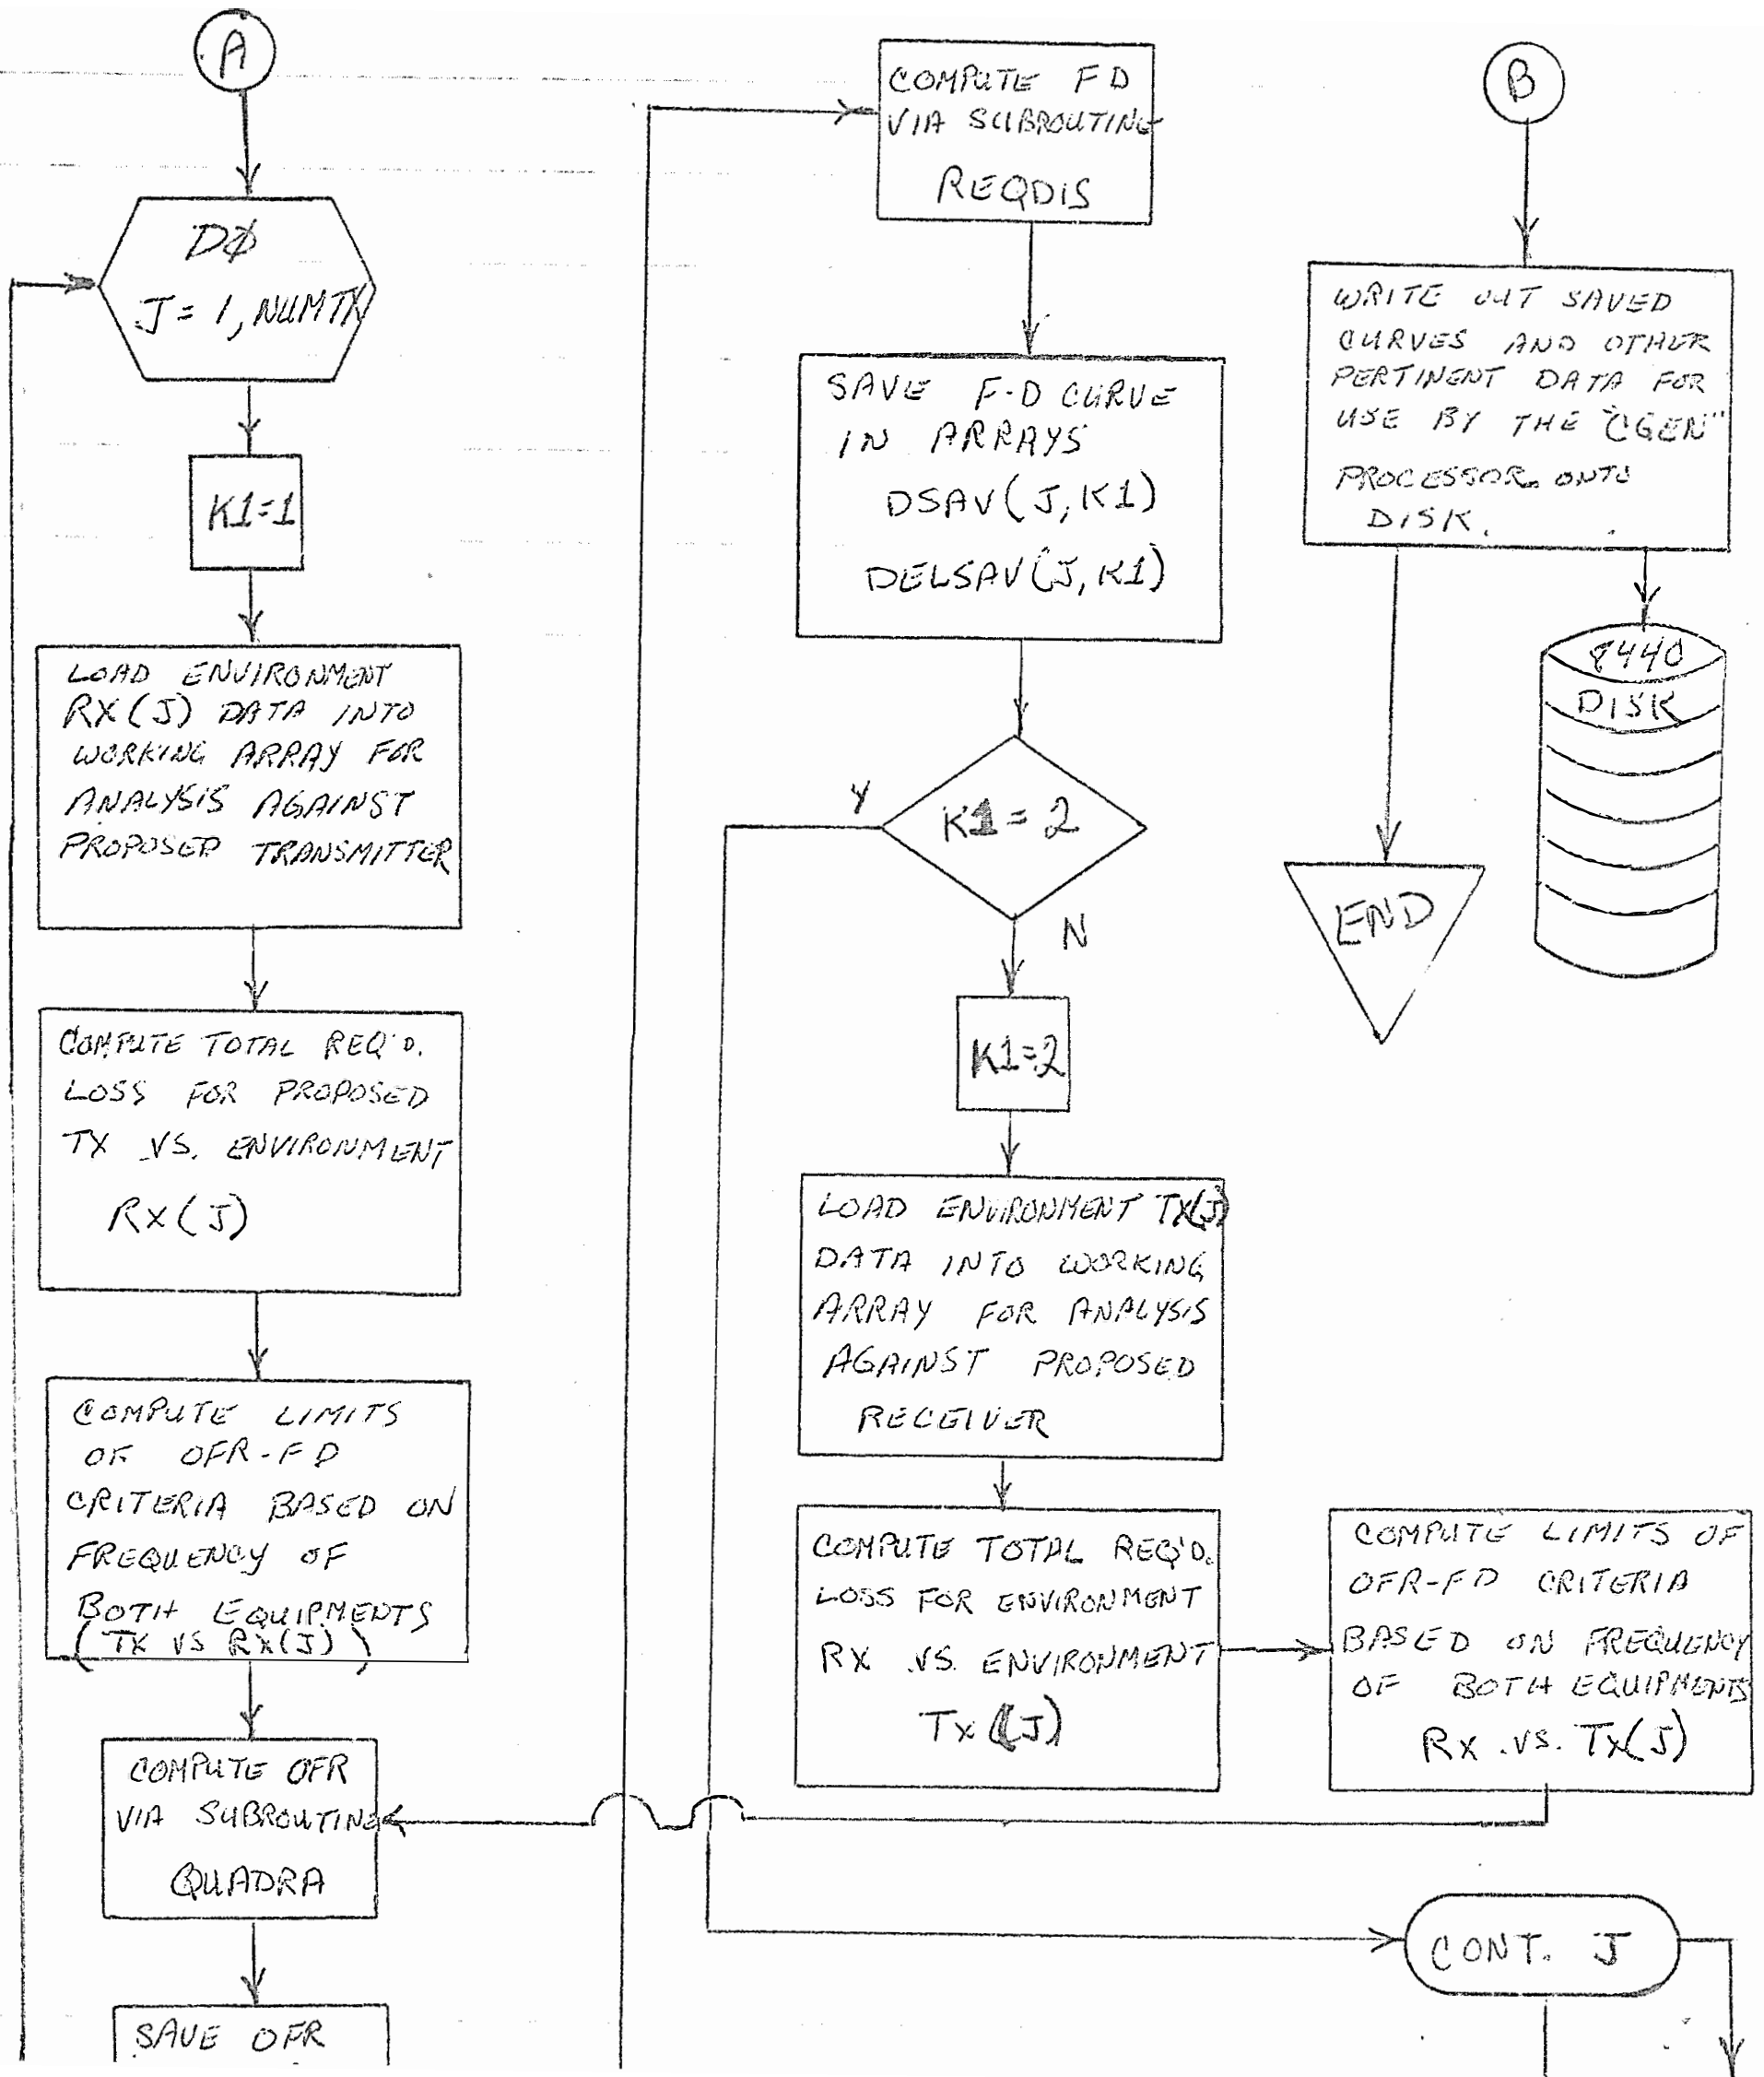 A
DØ
J = 1, NUMTX
K1=1
LOAD ENVIRONMENT
RX(J) DATA INTO
WORKING ARRAY FOR
ANALYSIS AGAINST
PROPOSED TRANSMITTER
COMPUTE TOTAL REQ'D.
LOSS FOR PROPOSED
TX VS. ENVIRONMENT
RX(J)
COMPUTE LIMITS
OF OFR-FD
CRITERIA BASED ON
FREQUENCY OF
BOTH EQUIPMENTS
(TX VS RX(J))
COMPUTE OFR
VIA SUBROUTINE
QUADRA
SAVE OFR
COMPUTE FD
VIA SUBROUTINE
REQDIS
SAVE F-D CURVE
IN ARRAYS
DSAV(J,K1)
DELSAV(J,K1)
K1 = 2
Y
N
K1=2
LOAD ENVIRONMENT TX(J)
DATA INTO WORKING
ARRAY FOR ANALYSIS
AGAINST PROPOSED
RECEIVER
COMPUTE TOTAL REQ'D.
LOSS FOR ENVIRONMENT
RX VS. ENVIRONMENT
TX(J)
COMPUTE LIMITS OF
OFR-FD CRITERIA
BASED ON FREQUENCY
OF BOTH EQUIPMENTS
RX .VS. TX(J)
CONT. J
B
WRITE OUT SAVED
CURVES AND OTHER
PERTINENT DATA FOR
USE BY THE "CGEN"
PROCESSOR ONTO
DISK.
8440
DISK
END